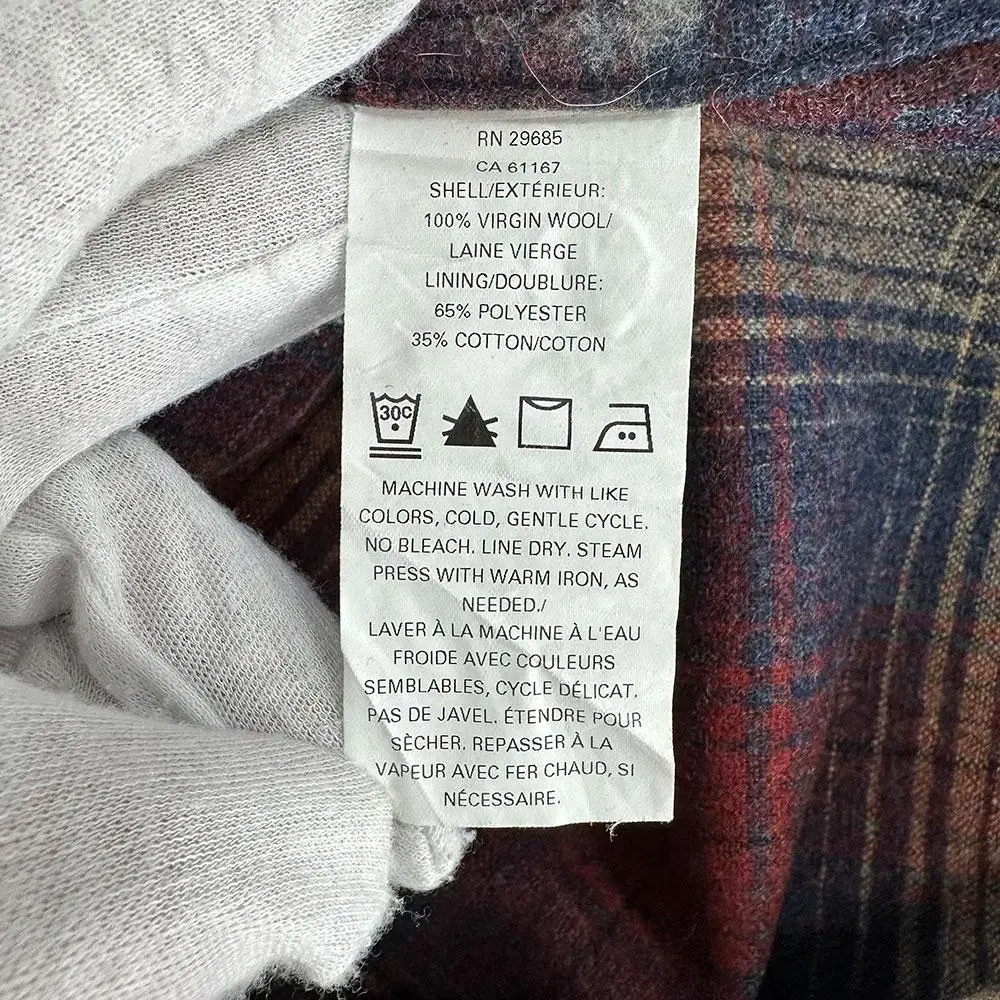 RN 29685
CA 61167
SHELL/EXTÉRIEUR:
100% VIRGIN WOOL/
LAINE VIERGE
LINING/DOUBLURE:
65% POLYESTER
35% COTTON/COTON
30C
MACHINE WASH WITH LIKE
COLORS, COLD, GENTLE CYCLE.
NO BLEACH. LINE DRY. STEAM
PRESS WITH WARM IRON, AS
NEEDED./
LAVER À LA MACHINE À L'EAU
FROIDE AVEC COULEURS
SEMBLABLES, CYCLE DÉLICAT.
PAS DE JAVEL. ÉTENDRE POUR
SÈCHER. REPASSER À LA
VAPEUR AVEC FER CHAUD, SI
NÉCESSAIRE.